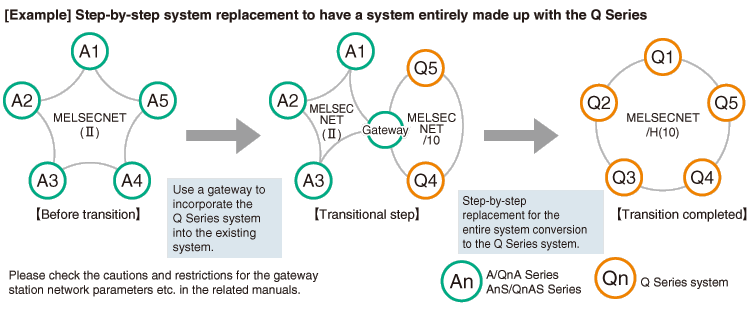 [Example] Step-by-step system replacement to have a system entirely made up with the Q Series
A1
A2
A5
MELSECNET
(Ⅱ)
A3
A4
【Before transition】
Use a gateway to
incorporate the
Q Series system
into the existing
system.
A1
Q5
A2
MELSEC
NET
(Ⅱ)
Gateway
MELSEC
NET
/10
A3
Q4
【Transitional step】
Step-by-step
replacement for the
entire system conversion
to the Q Series system.
Q1
Q2
Q5
MELSECNET
/H(10)
Q3
Q4
【Transition completed】
Please check the cautions and restrictions for the gateway
station network parameters etc. in the related manuals.
An
A/QnA Series
AnS/QnAS Series
Qn
Q Series system